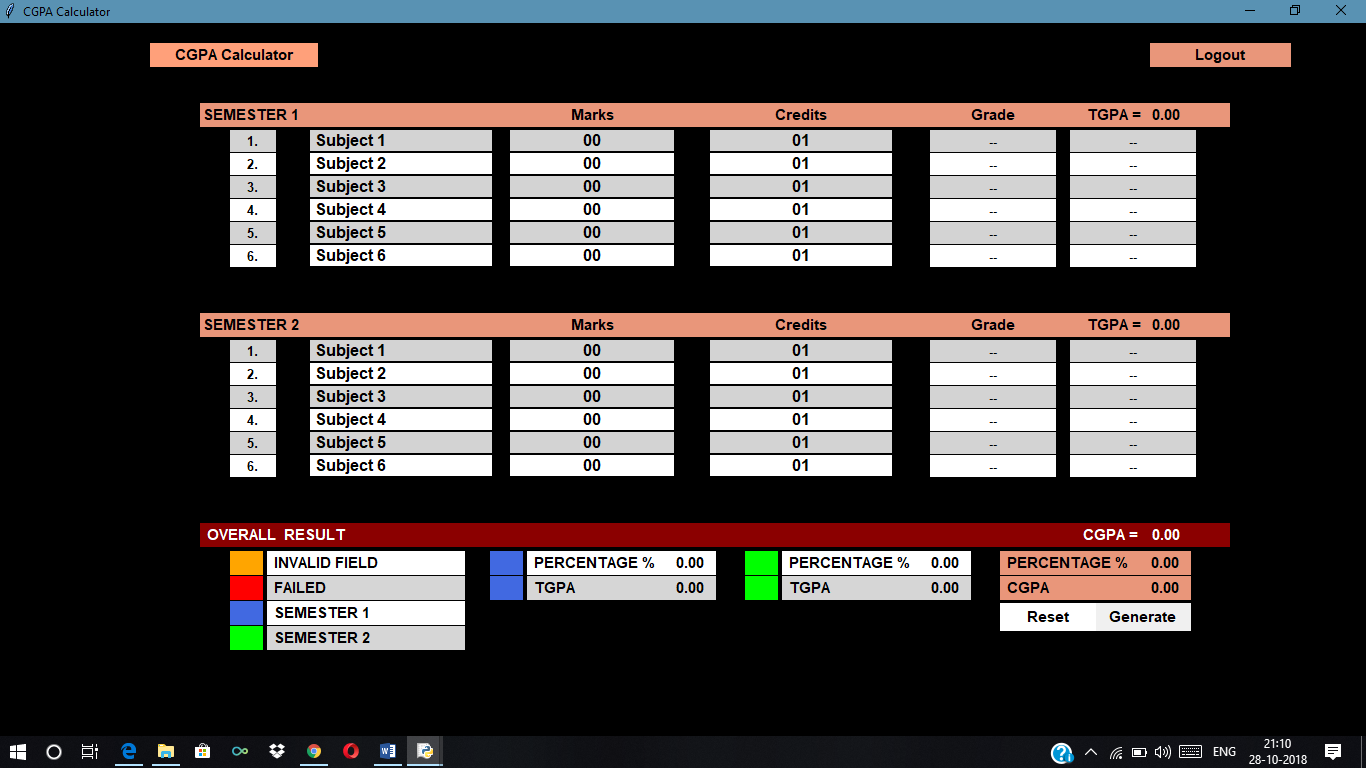 CGPA Calculator
CGPA Calculator Logout
SEMESTER 1 Marks Credits Grade TGPA = 0.00
1. Subject 1 00 01 -- --
2. Subject 2 00 01 -- --
3. Subject 3 00 01 -- --
4. Subject 4 00 01 -- --
5. Subject 5 00 01 -- --
6. Subject 6 00 01 -- --
SEMESTER 2 Marks Credits Grade TGPA = 0.00
1. Subject 1 00 01 -- --
2. Subject 2 00 01 -- --
3. Subject 3 00 01 -- --
4. Subject 4 00 01 -- --
5. Subject 5 00 01 -- --
6. Subject 6 00 01 -- --
OVERALL RESULT CGPA = 0.00
INVALID FIELD PERCENTAGE % 0.00 PERCENTAGE % 0.00 PERCENTAGE % 0.00
FAILED TGPA 0.00 TGPA 0.00 CGPA 0.00
SEMESTER 1 Reset Generate
SEMESTER 2
ENG 21:10
28-10-2018